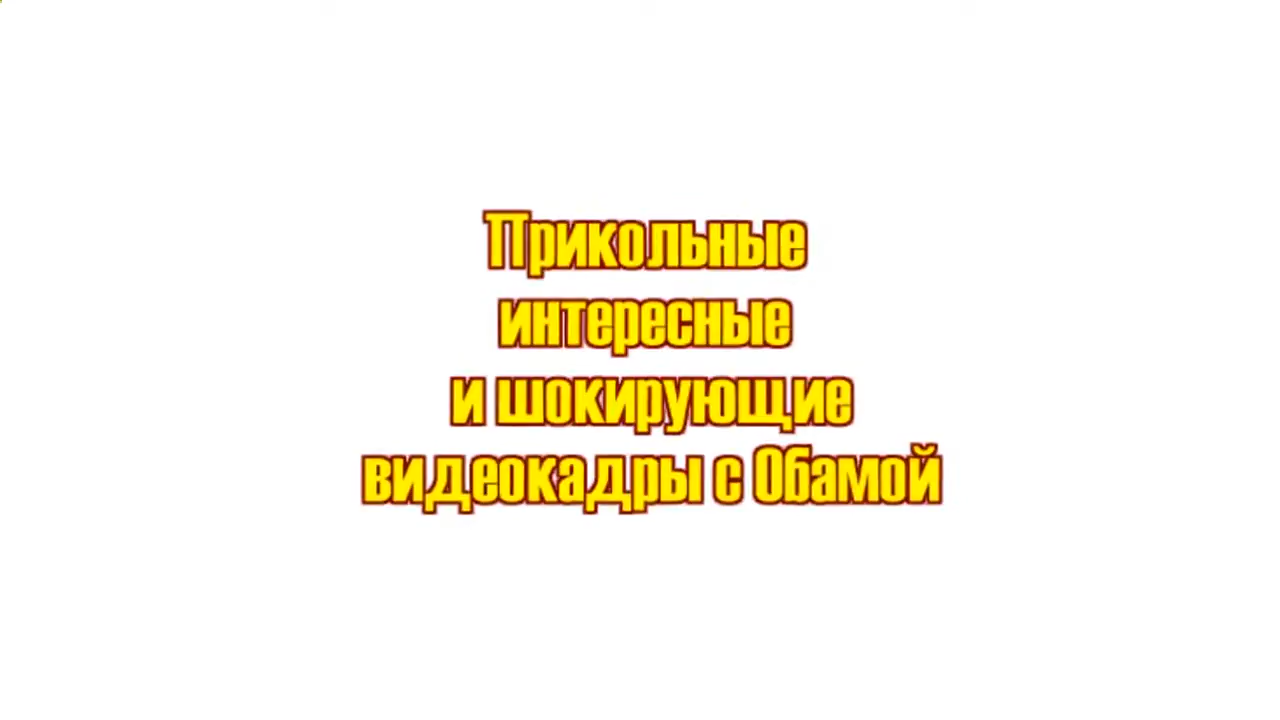 Прикольные
интересные
и шокирующие
видеокадры с Обамой